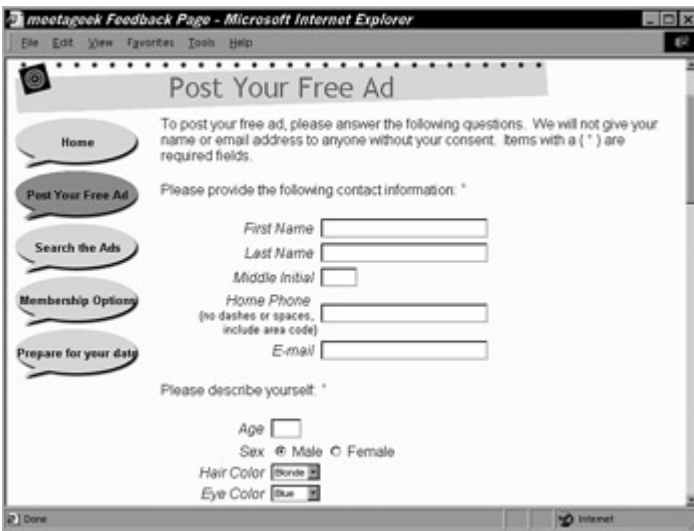 meetageek Feedback Page - Microsoft Internet Explorer
File Edit View Favorites Tools Help
Post Your Free Ad
Home
Post Your Free Ad
Search the Ads
Membership Options
Prepare for your date
To post your free ad, please answer the following questions. We will not give your
name or email address to anyone without your consent. Items with a ( * ) are
required fields.
Please provide the following contact information: *
First Name
Last Name
Middle Initial
Home Phone
(no dashes or spaces,
include area code)
E-mail
Please describe yourself: *
Age
Sex Male Female
Hair Color Blonde
Eye Color Blue
Done Internet